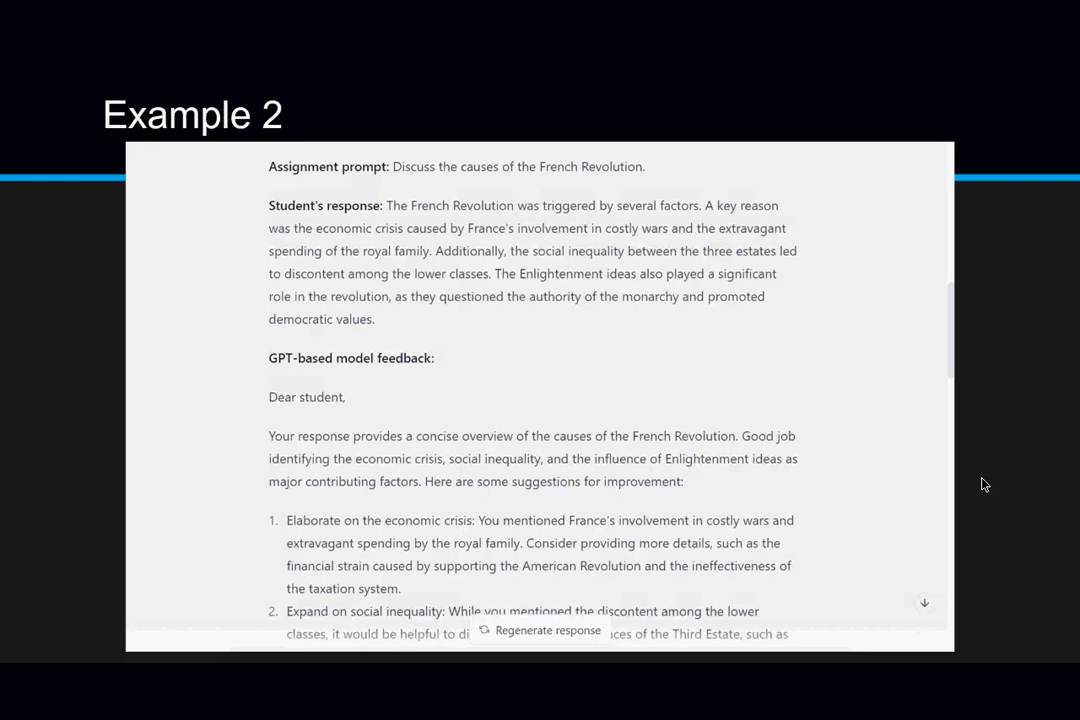 Example 2
Assignment prompt: Discuss the causes of the French Revolution.
Student's response: The French Revolution was triggered by several factors. A key reason
was the economic crisis caused by France's involvement in costly wars and the extravagant
spending of the royal family. Additionally, the social inequality between the three estates led
to discontent among the lower classes. The Enlightenment ideas also played a significant
role in the revolution, as they questioned the authority of the monarchy and promoted
democratic values.
GPT-based model feedback:
Dear student,
Your response provides a concise overview of the causes of the French Revolution. Good job
identifying the economic crisis, social inequality, and the influence of Enlightenment ideas as
major contributing factors. Here are some suggestions for improvement:
1. Elaborate on the economic crisis: You mentioned France's involvement in costly wars and
extravagant spending by the royal family. Consider providing more details, such as the
financial strain caused by supporting the American Revolution and the ineffectiveness of
the taxation system.
2. Expand on social inequality: While you mentioned the discontent among the lower
classes, it would be helpful to of the Third Estate, such as
Regenerate response